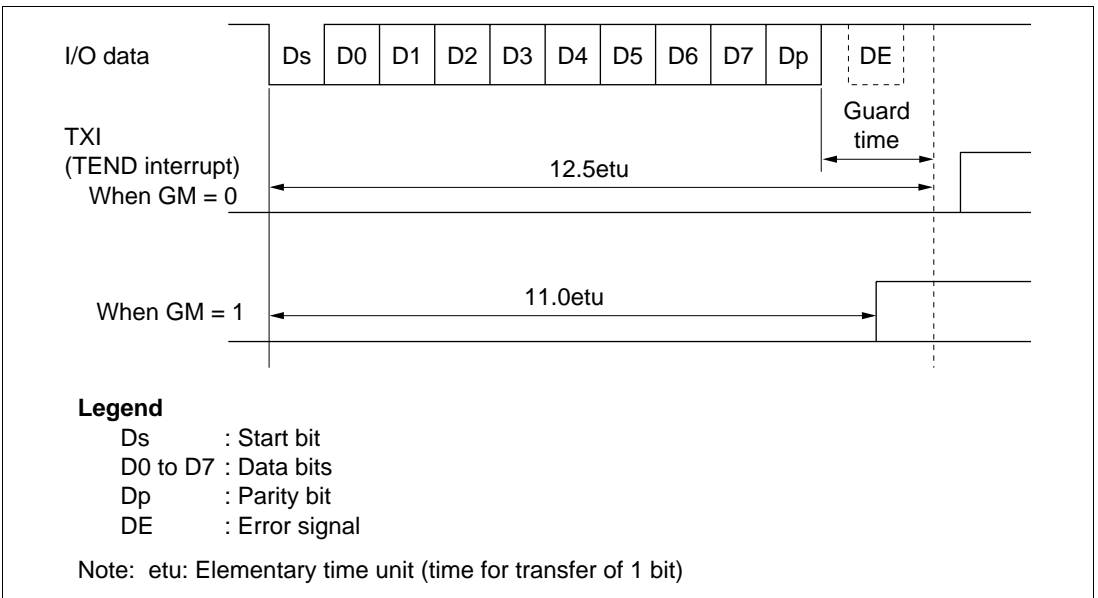 I/O data
Ds D0 D1 D2 D3 D4 D5 D6 D7 Dp DE
Guard
time
TXI
(TEND interrupt)
When GM = 0
12.5etu
When GM = 1
11.0etu
Legend
Ds : Start bit
D0 to D7 : Data bits
Dp : Parity bit
DE : Error signal
Note: etu: Elementary time unit (time for transfer of 1 bit)